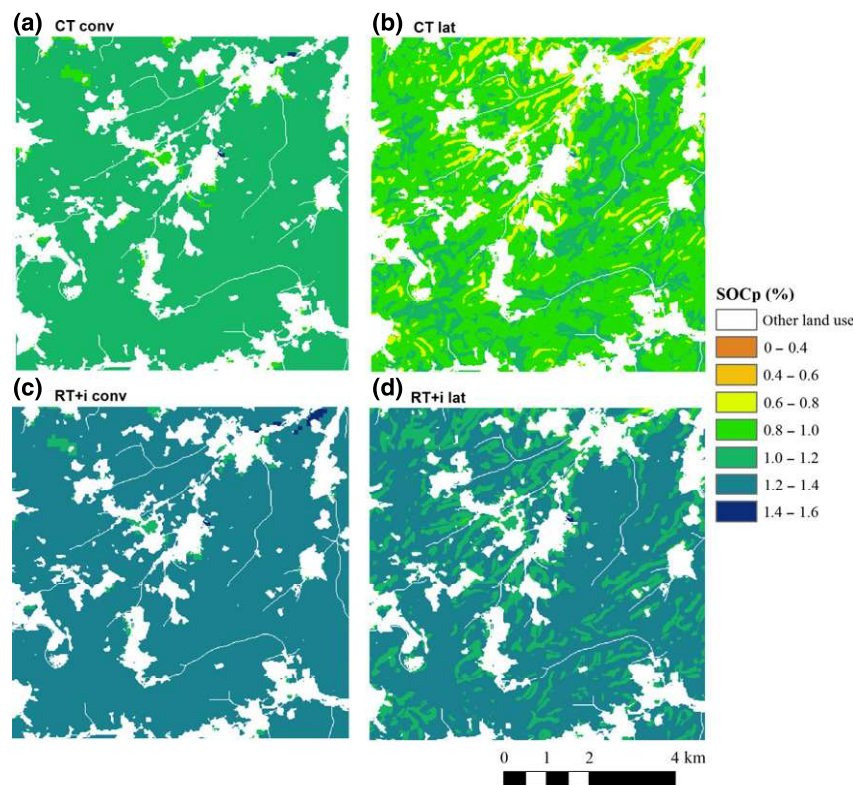 (a) CT conv
(b) CT lat
SOCp (%)
Other land use
0 – 0.4
0.4 – 0.6
0.6 – 0.8
0.8 – 1.0
1.0 – 1.2
1.2 – 1.4
1.4 – 1.6
(c) RT+i conv
(d) RT+i lat
0 1 2 4 km